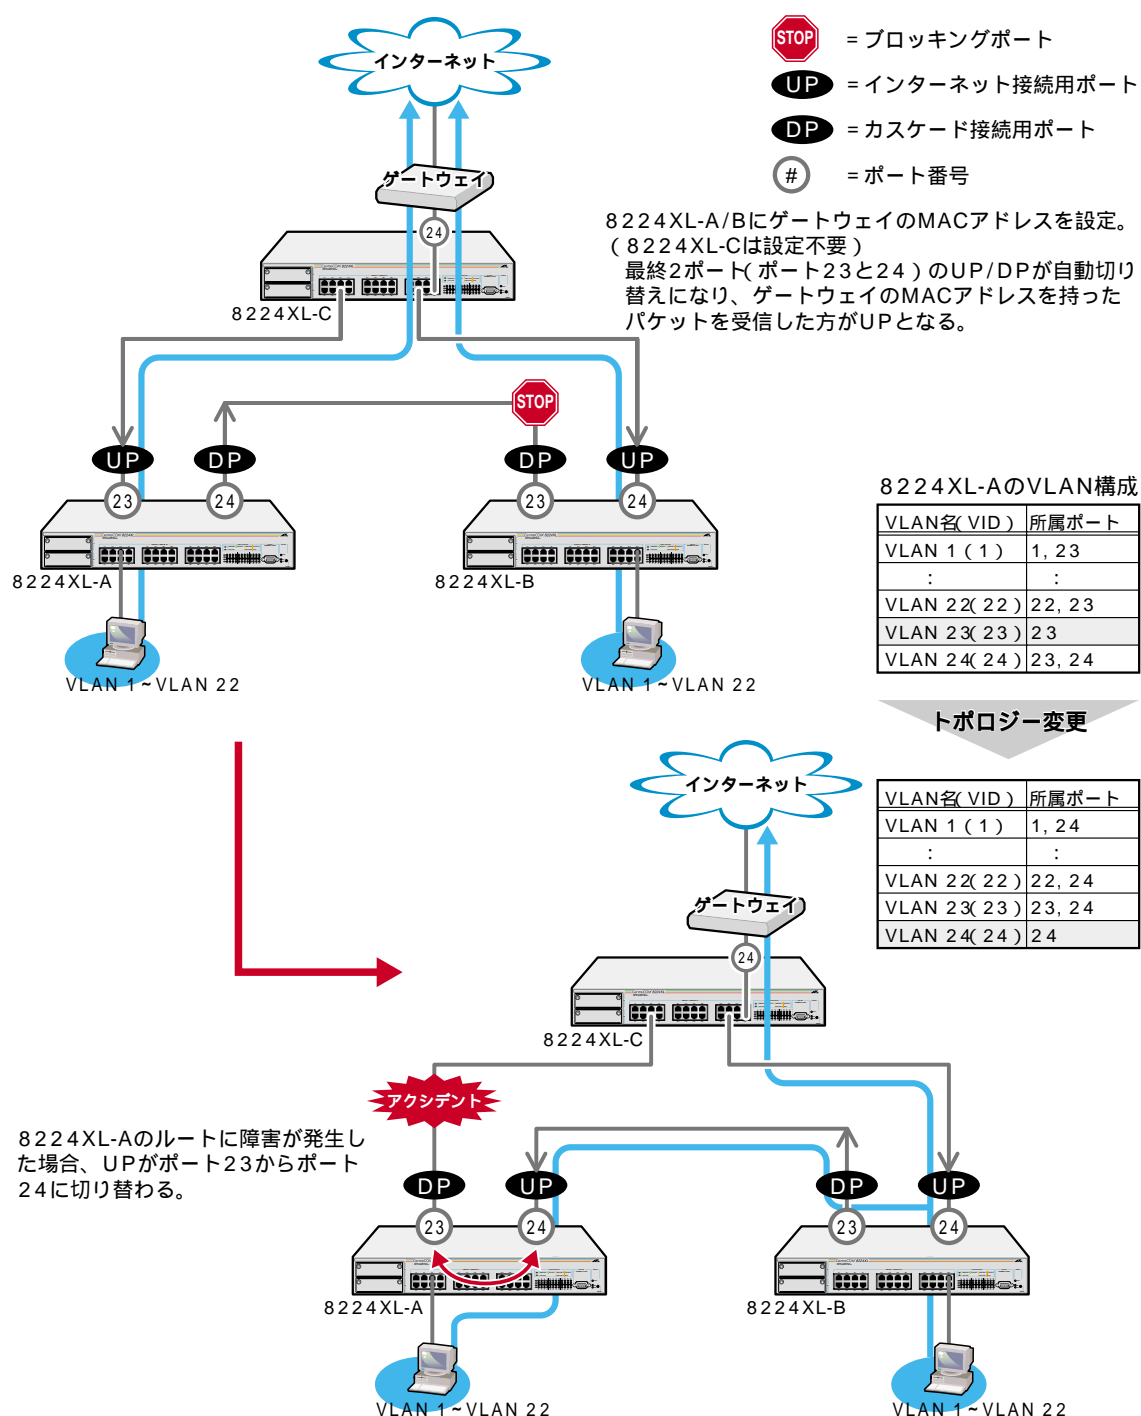 インターネット
STOP
=ブロッキングポート
UP
=インターネット接続用ポート
DP
=カスケード接続用ポート
#
=ポート番号
ゲートウェイ
24
8224XL-C
8224XL-A/BにゲートウェイのMACアドレスを設定。
(8224XL-Cは設定不要)
最終2ポート(ポート23と24)のUP/DPが自動切り
替えになり、ゲートウェイのMACアドレスを持った
パケットを受信した方がUPとなる。
STOP
UP
DP
DP
UP
23
24
23
24
8224XL-A
8224XL-B
VLAN 1~VLAN 22
VLAN 1~VLAN 22
8224XL-AのVLAN構成
VLAN名(VID) 所属ポート
VLAN 1(1) 1, 23
: :
VLAN 22(22) 22, 23
VLAN 23(23) 23
VLAN 24(24) 23, 24
トポロジー変更
VLAN名(VID) 所属ポート
VLAN 1(1) 1, 24
: :
VLAN 22(22) 22, 24
VLAN 23(23) 23, 24
VLAN 24(24) 24
インターネット
ゲートウェイ
24
8224XL-C
アクシデント
8224XL-Aのルートに障害が発生し
た場合、UPがポート23からポート
24に切り替わる。
DP
UP
DP
UP
23
24
23
24
8224XL-A
8224XL-B
VLAN 1~VLAN 22
VLAN 1~VLAN 22